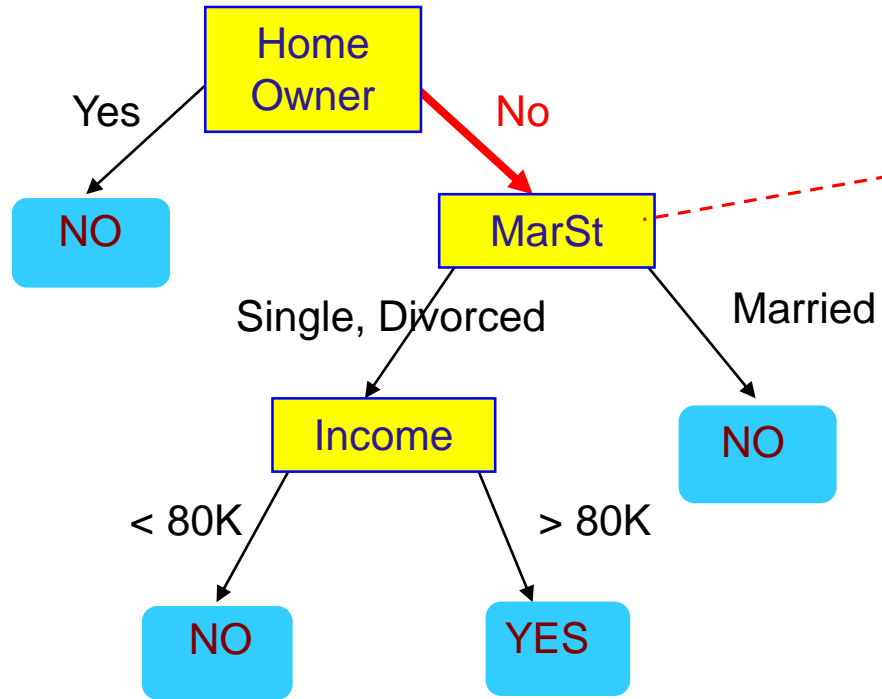 Home
Owner
Yes
No
NO
MarSt
Single, Divorced
Married
Income
NO
< 80K
> 80K
NO
YES